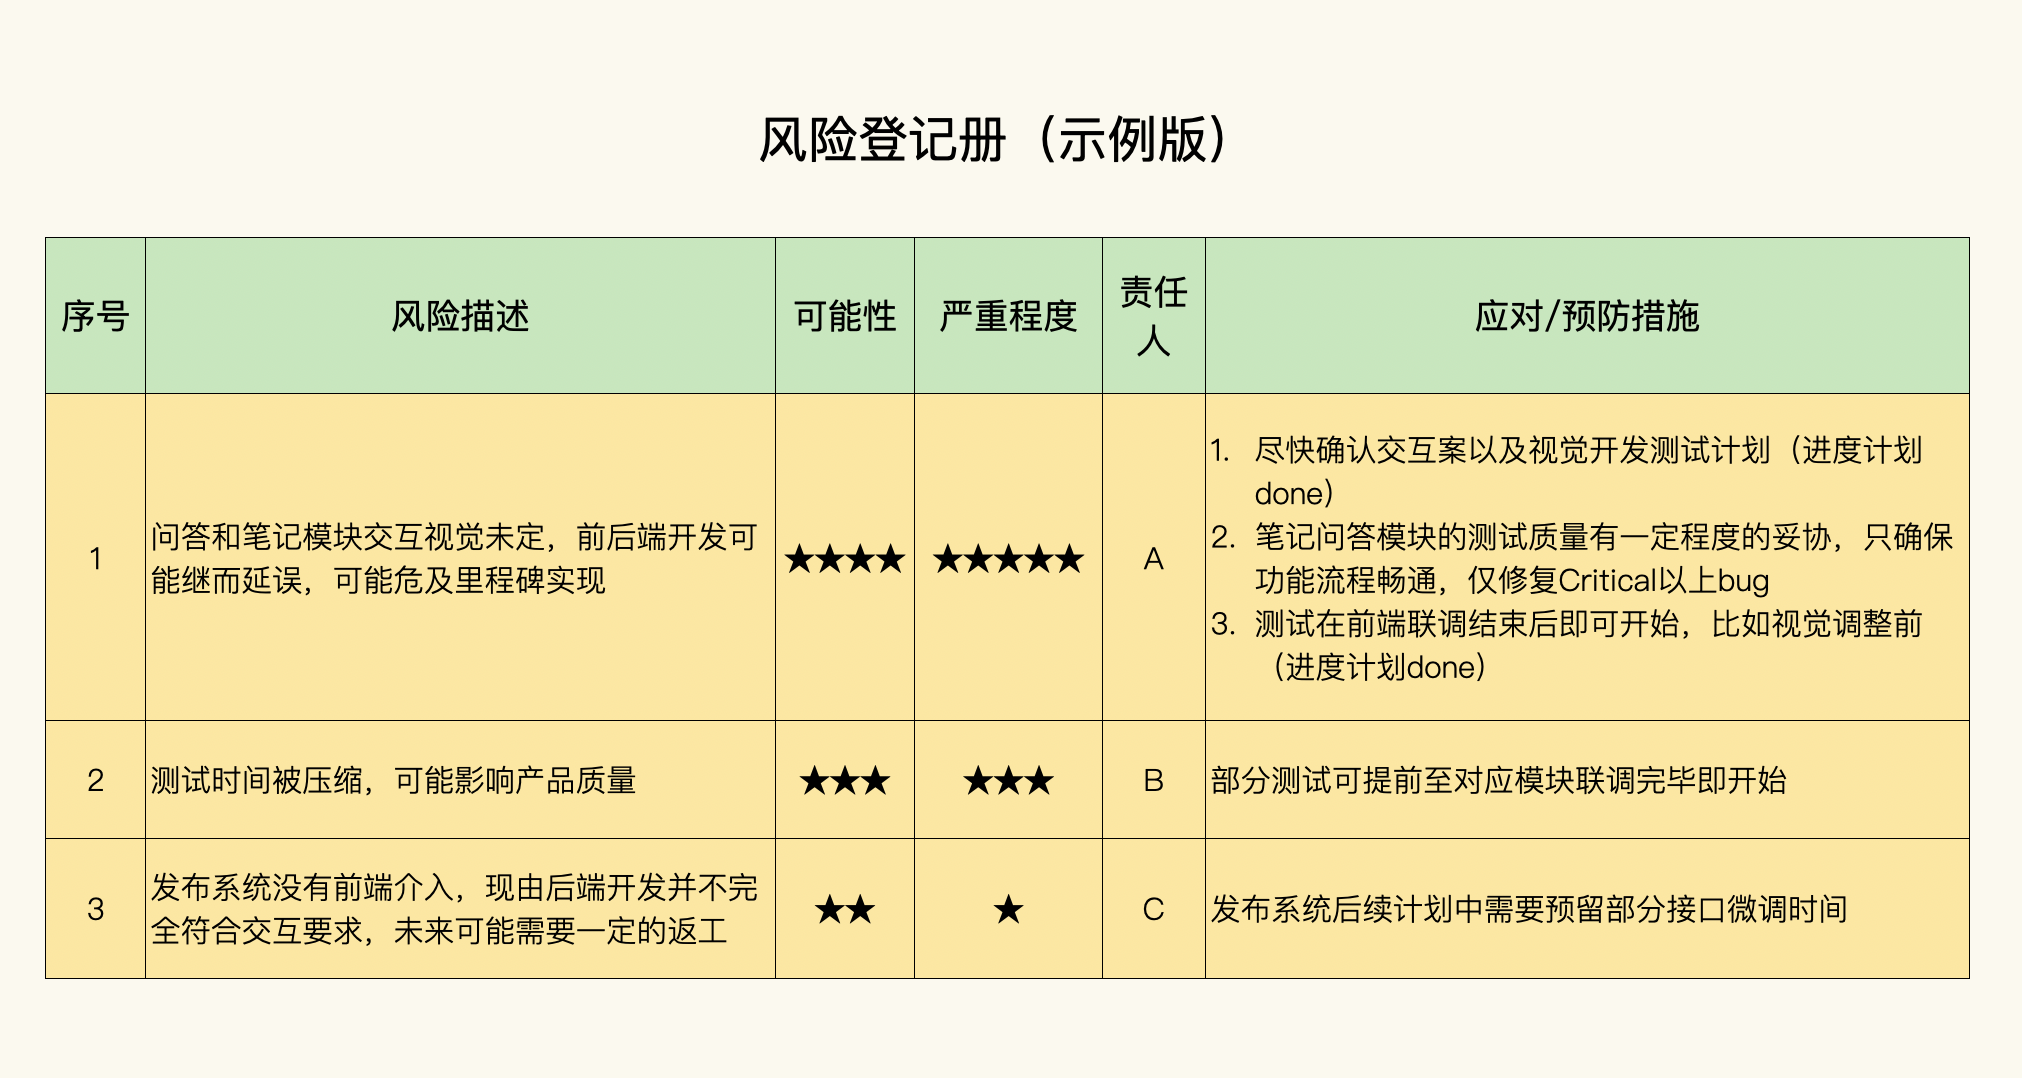 风险登记册（示例版）
序号
风险描述
可能性
严重程度
责任
人
应对/预防措施
1
问答和笔记模块交互视觉未定，前后端开发可
能继而延误，可能危及里程碑实现
★★★★
★★★★★
A
1. 尽快确认交互案以及视觉开发测试计划（进度计划
done）
2. 笔记问答模块的测试质量有一定程度的妥协，只确保
功能流程畅通，仅修复Critical以上bug
3. 测试在前端联调结束后即可开始，比如视觉调整前
（进度计划done）
2
测试时间被压缩，可能影响产品质量
★★★
★★★
B
部分测试可提前至对应模块联调完毕即开始
3
发布系统没有前端介入，现由后端开发并不完
全符合交互要求，未来可能需要一定的返工
★★
★
C
发布系统后续计划中需要预留部分接口微调时间